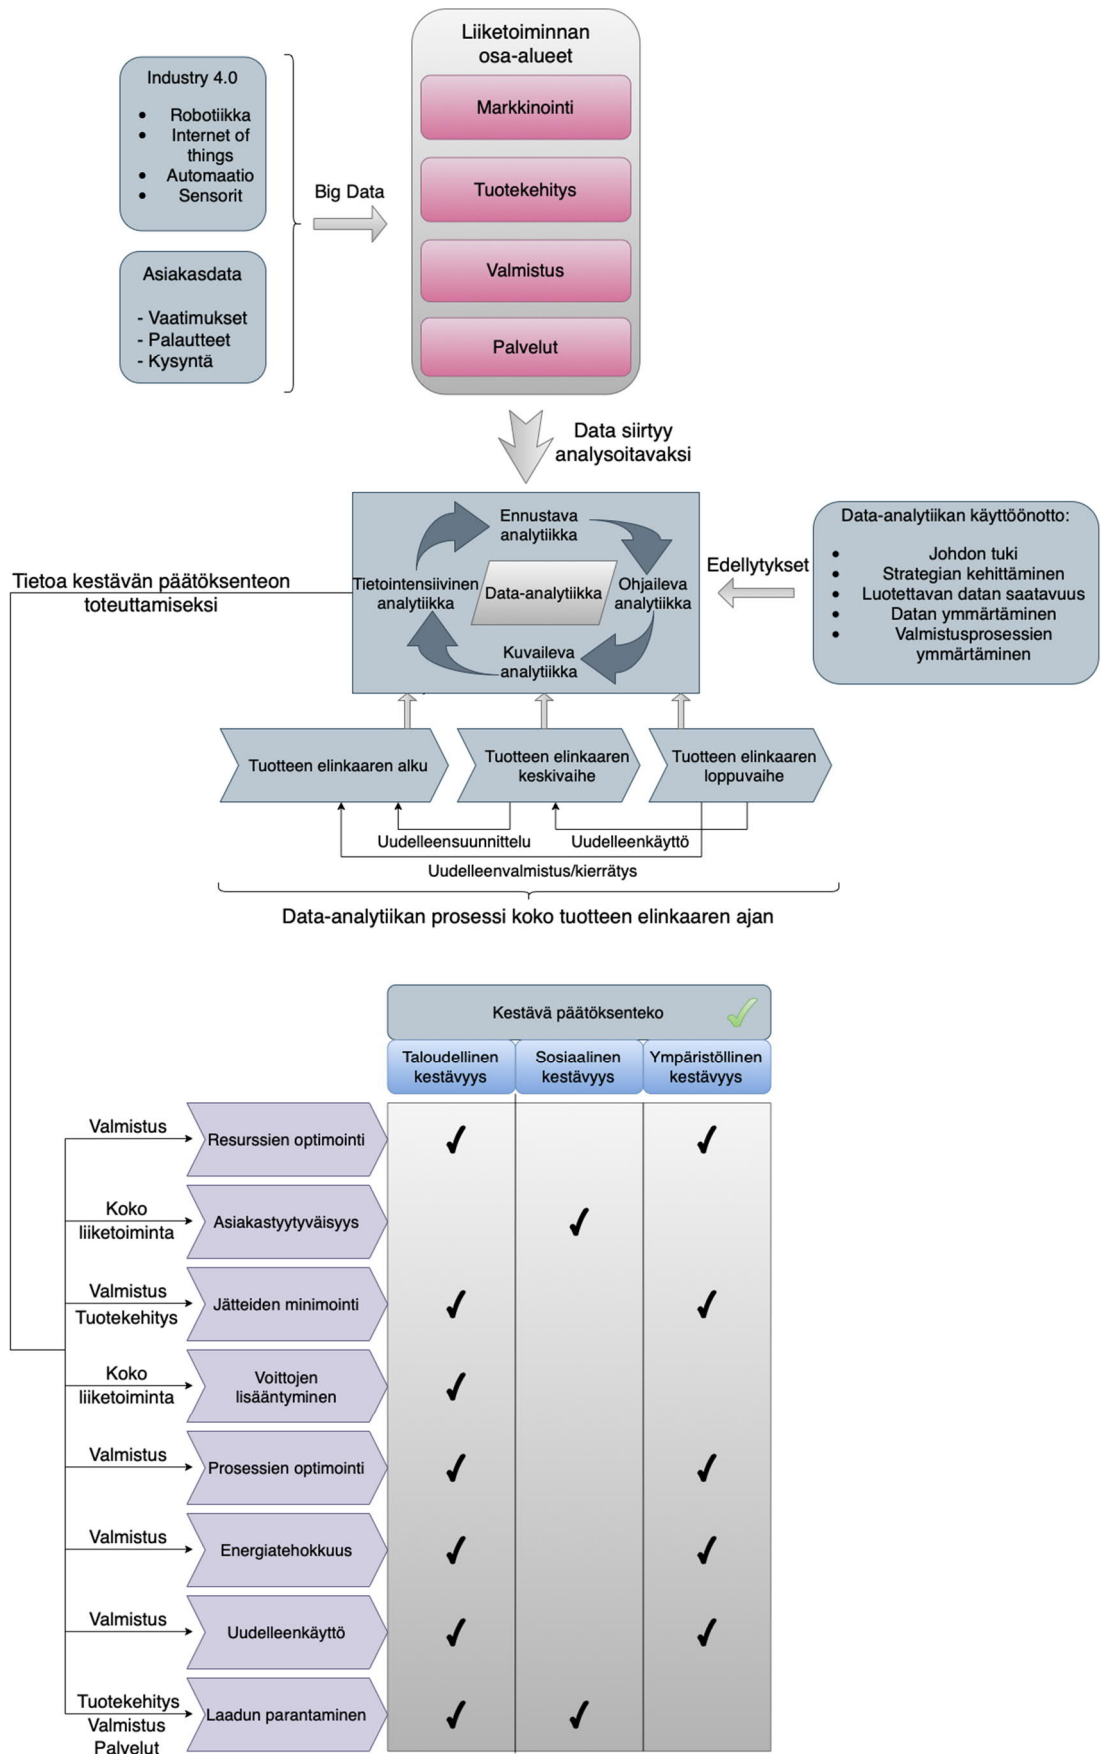 Liiketoiminnan
osa-alueet
Markkinointi
Tuotekehitys
Valmistus
Palvelut
Industry 4.0
• Robotiikka
• Internet of
things
• Automaatio
• Sensorit
Asiakasdata
- Vaatimukset
- Palautteet
- Kysyntä
Big Data
Data siirtyy
analysoitavaksi
Ennustava
analytiikka
Ohjaileva
analytiikka
Kuvaileva
analytiikka
Tietointensiivinen
analytiikka
Data-analytiikka
Edellytykset
Data-analytiikan käyttöönotto:
• Johdon tuki
• Strategian kehittäminen
• Luotettavan datan saatavuus
• Datan ymmärtäminen
• Valmistusprosessien
ymmärtäminen
Tietoa kestävän päätöksenteon
toteuttamiseksi
Tuotteen elinkaaren alku
Tuotteen elinkaaren
keskivaihe
Tuotteen elinkaaren
loppuvaihe
Uudelleensuunnittelu
Uudelleenkäyttö
Uudelleenvalmistus/kierrätys
Data-analytiikan prosessi koko tuotteen elinkaaren ajan
Kestävä päätöksenteko
Taloudellinen
kestävyys
Sosiaalinen
kestävyys
Ympäristöllinen
kestävyys
Valmistus
Resurssien optimointi
Koko
liiketoiminta
Asiakastyytyväisyys
Valmistus
Tuotekehitys
Jätteiden minimointi
Koko
liiketoiminta
Voittojen
lisääntyminen
Valmistus
Prosessien optimointi
Valmistus
Energiatehokkuus
Valmistus
Uudelleenkäyttö
Tuotekehitys
Valmistus
Palvelut
Laadun parantaminen